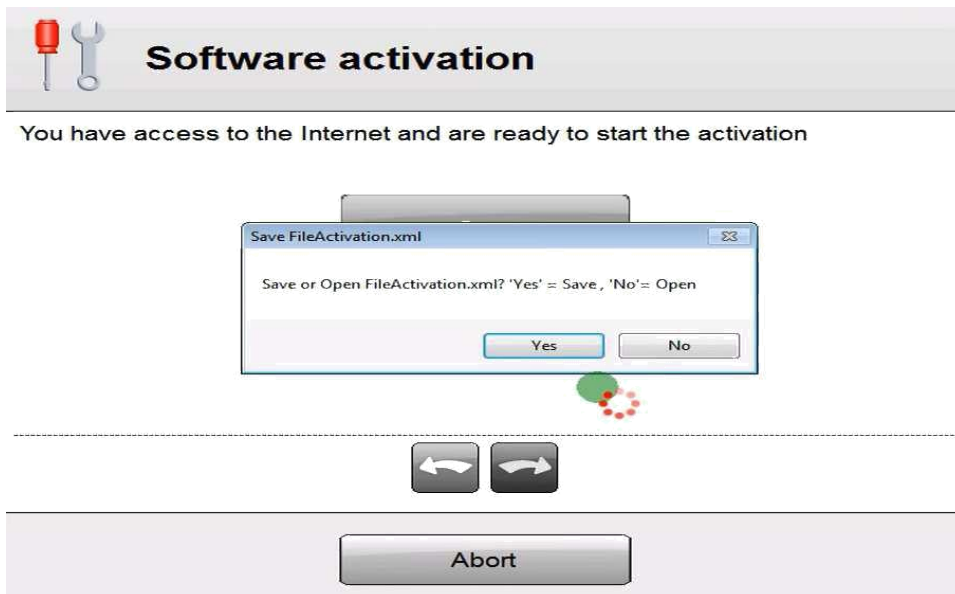 Software activation
You have access to the Internet and are ready to start the activation
Save FileActivation.xml
Save or Open FileActivation.xml? 'Yes' = Save , 'No'= Open
Yes
No
Abort